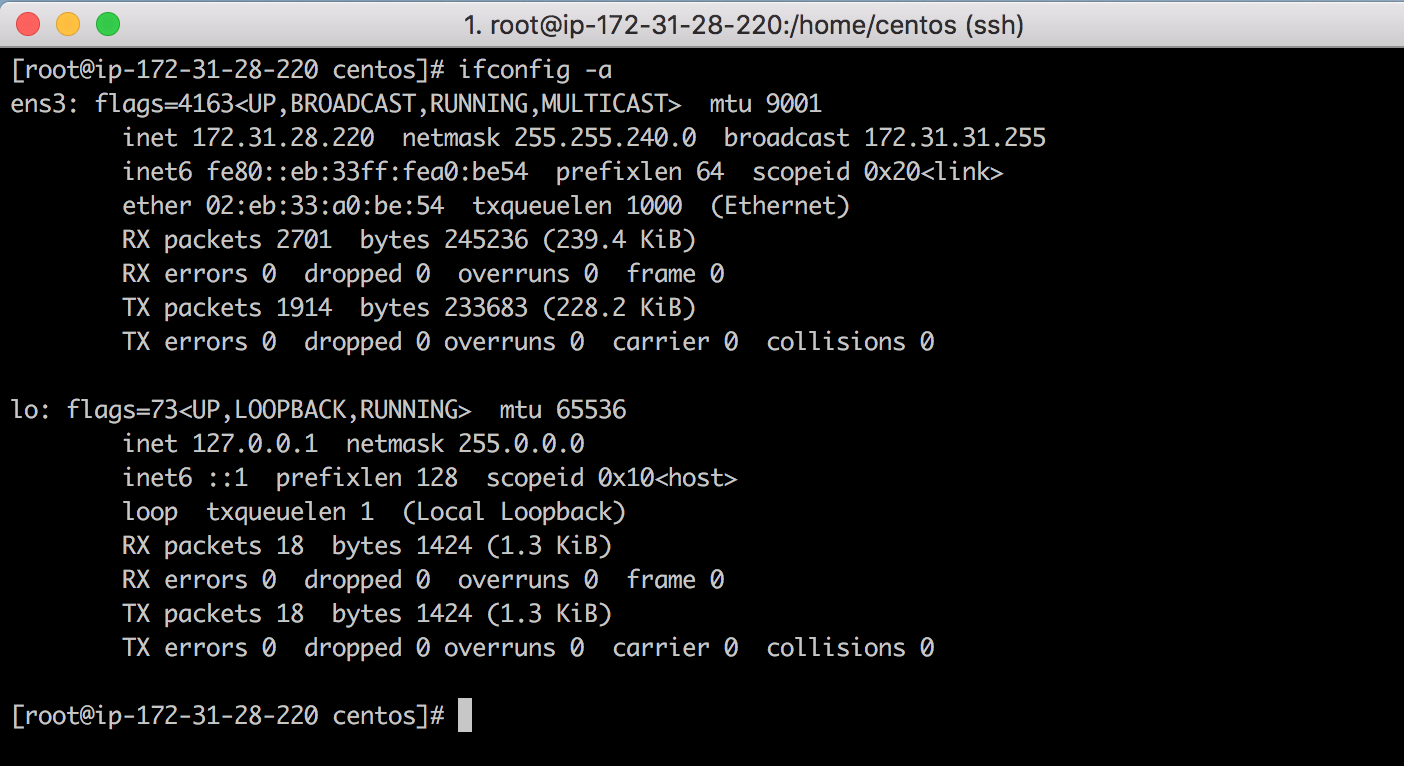 1. root@ip-172-31-28-220:/home/centos (ssh)
[root@ip-172-31-28-220 centos]# ifconfig -a
ens3: flags=4163<UP,BROADCAST,RUNNING,MULTICAST>  mtu 9001
        inet 172.31.28.220  netmask 255.255.240.0  broadcast 172.31.31.255
        inet6 fe80::eb:33ff:fea0:be54  prefixlen 64  scopeid 0x20<link>
        ether 02:eb:33:a0:be:54  txqueuelen 1000  (Ethernet)
        RX packets 2701  bytes 245236 (239.4 KiB)
        RX errors 0  dropped 0  overruns 0  frame 0
        TX packets 1914  bytes 233683 (228.2 KiB)
        TX errors 0  dropped 0 overruns 0  carrier 0  collisions 0

lo: flags=73<UP,LOOPBACK,RUNNING>  mtu 65536
        inet 127.0.0.1  netmask 255.0.0.0
        inet6 ::1  prefixlen 128  scopeid 0x10<host>
        loop  txqueuelen 1  (Local Loopback)
        RX packets 18  bytes 1424 (1.3 KiB)
        RX errors 0  dropped 0  overruns 0  frame 0
        TX packets 18  bytes 1424 (1.3 KiB)
        TX errors 0  dropped 0 overruns 0  carrier 0  collisions 0

[root@ip-172-31-28-220 centos]#